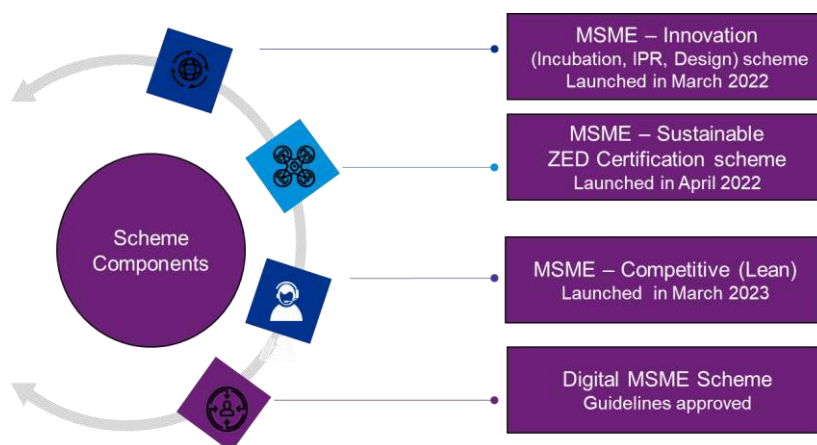 Scheme
Components
MSME – Innovation
(Incubation, IPR, Design) scheme
Launched in March 2022
MSME – Sustainable
ZED Certification scheme
Launched in April 2022
MSME – Competitive (Lean)
Launched in March 2023
Digital MSME Scheme
Guidelines approved